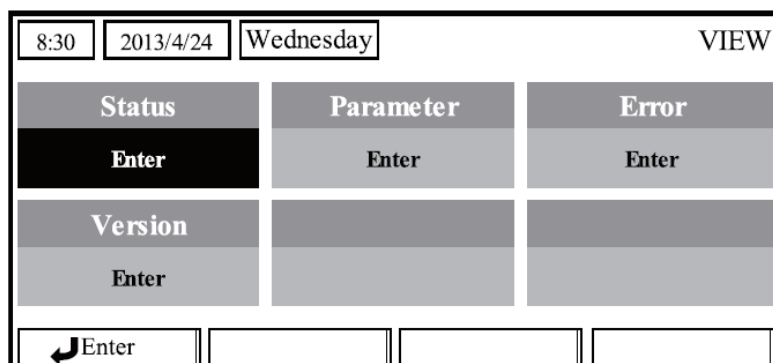 8:30 2013/4/24 Wednesday VIEW
Status Parameter Error
Enter Enter Enter
Version
Enter
Enter